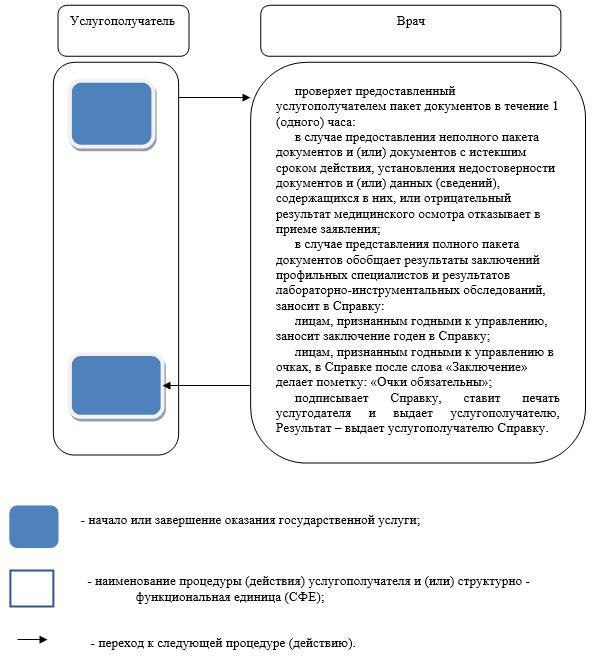 Услугополучатель
Врач
проверяет предоставленный
услугополучателем пакет документов в течение 1
(одного) часа:
в случае предоставления неполного пакета
документов и (или) документов с истекшим
сроком действия, установления недостоверности
документов и (или) данных (сведений),
содержащихся в них, или отрицательный
результат медицинского осмотра отказывает в
приеме заявления;
в случае представления полного пакета
документов обобщает результаты заключений
профильных специалистов и результатов
лабораторно-инструментальных обследований,
заносит в Справку:
лицам, признанным годными к управлению,
заносит заключение годен в Справку;
лицам, признанным годными к управлению в
очках, в Справке после слова «Заключение»
делает пометку: «Очки обязательны»;
подписывает Справку, ставит печать
услугодателя и выдает услугополучателю,
Результат – выдает услугополучателю Справку.
- начало или завершение оказания государственной услуги;
- наименование процедуры (действия) услугополучателя и (или) структурно -
функциональная единица (СФЕ);
- переход к следующей процедуре (действию).